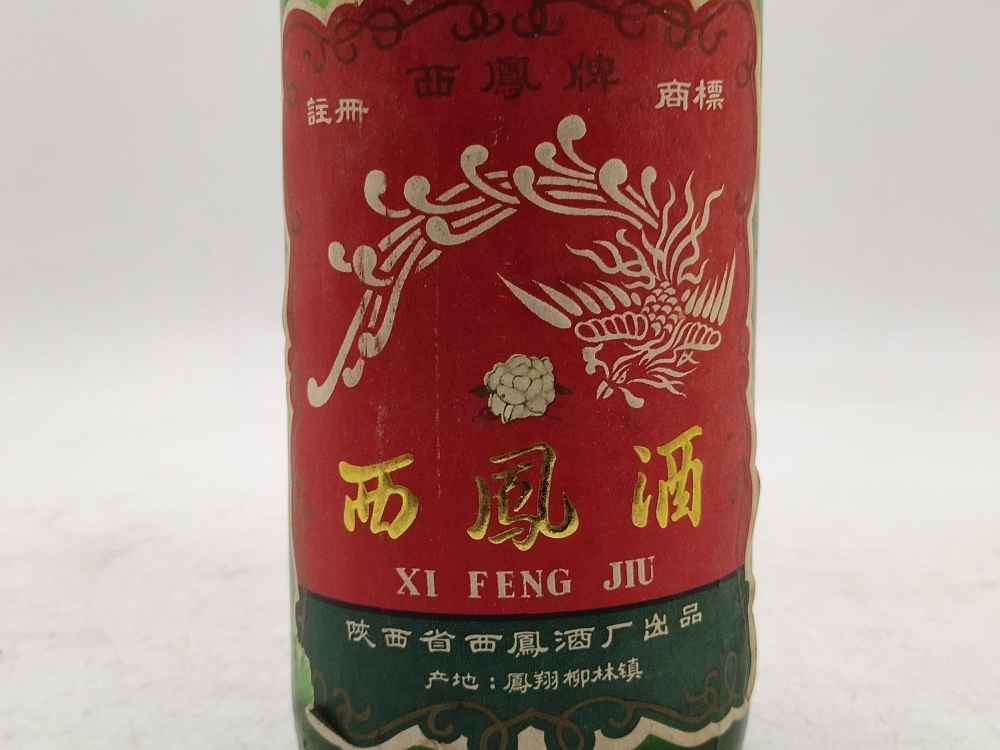 西鳳牌
註冊 商標
西鳳酒
XI FENG JIU
陕西省西鳳酒厂出品
产地:鳳翔柳林镇